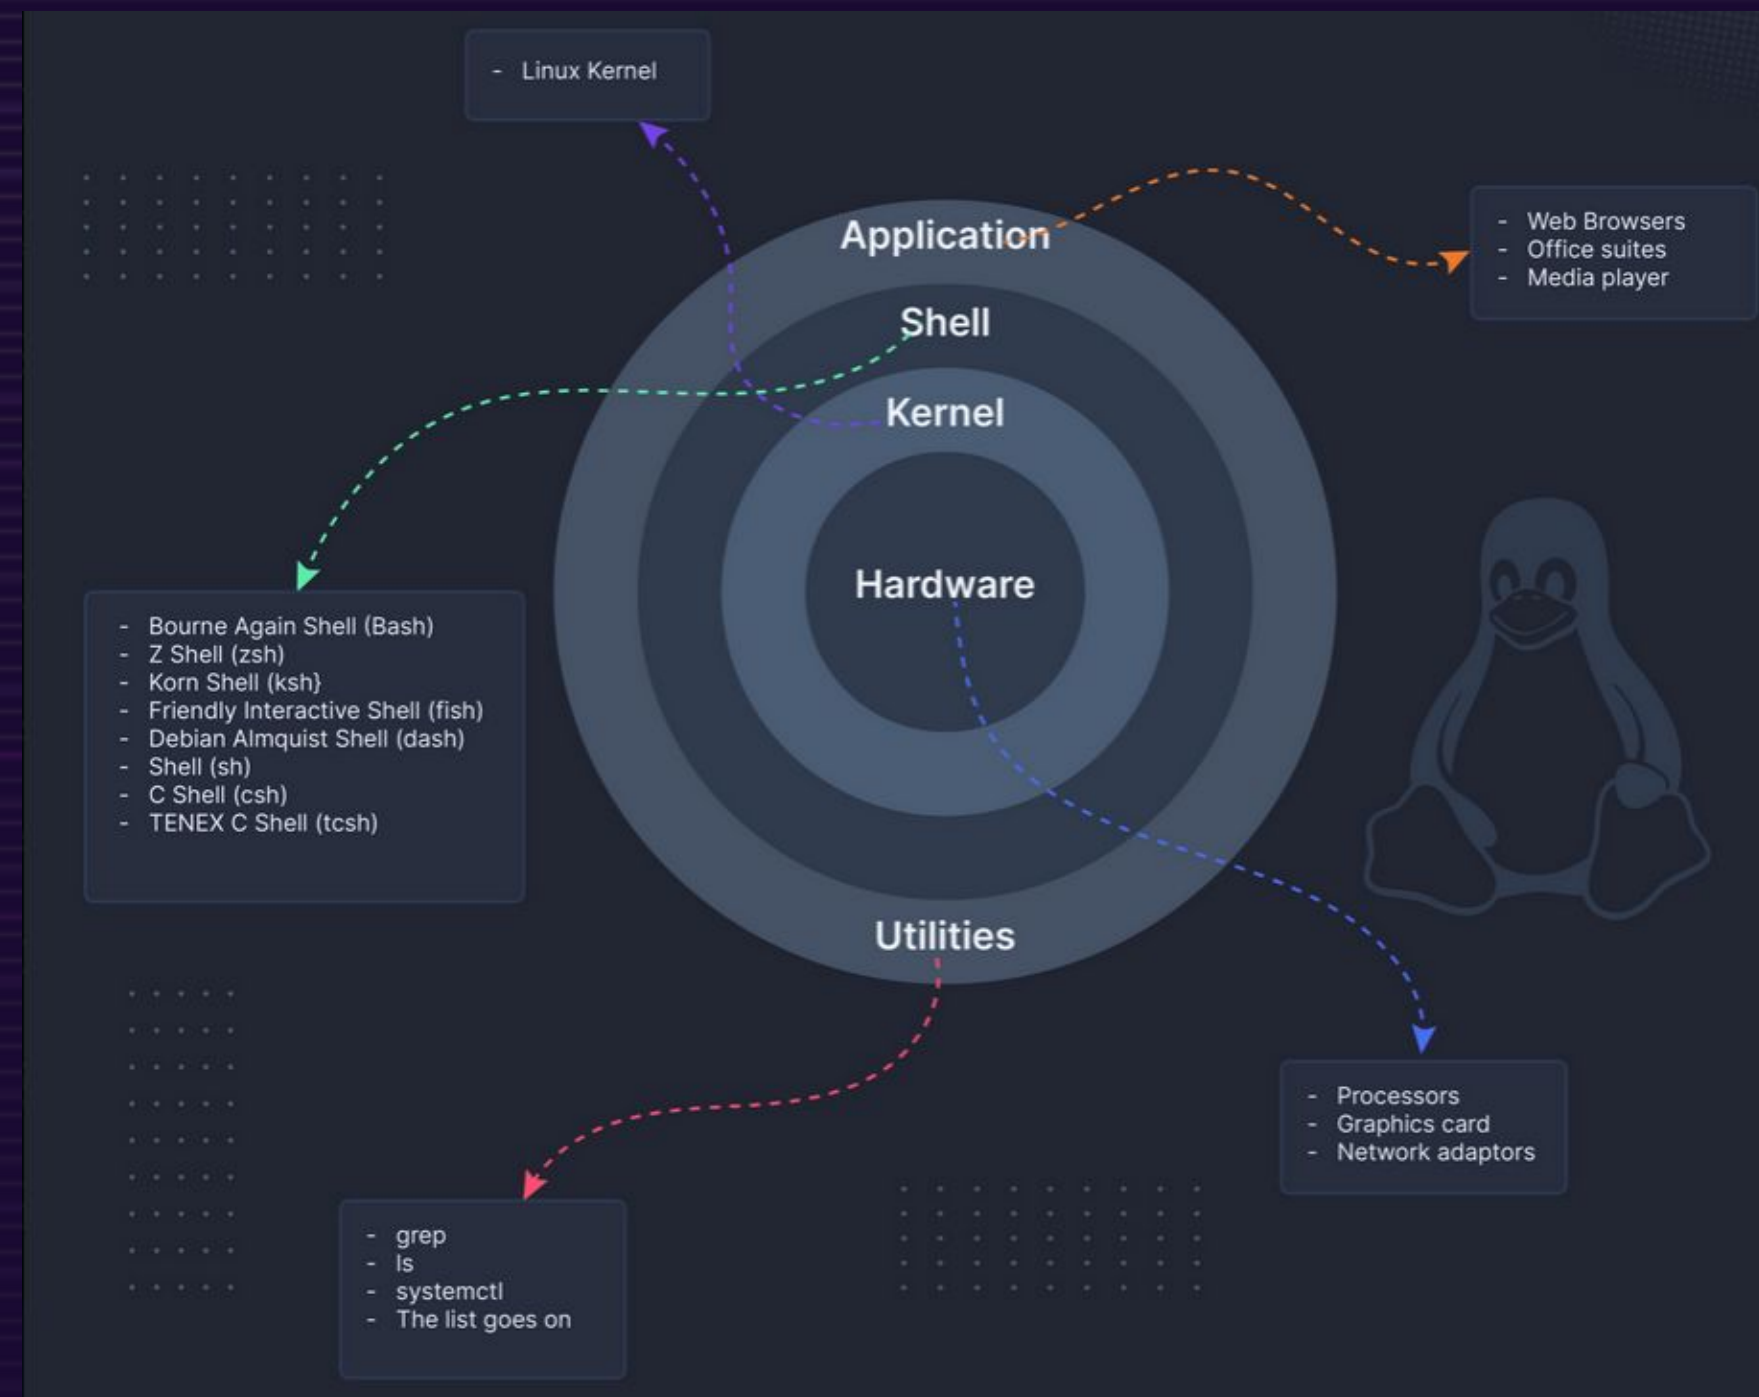 - Linux Kernel
Application
- Web Browsers
- Office suites
- Media player
Shell
Kernel
Hardware
- Bourne Again Shell (Bash)
- Z Shell (zsh)
- Korn Shell (ksh}
- Friendly Interactive Shell (fish)
- Debian Almquist Shell (dash)
- Shell (sh)
- C Shell (csh)
- TENEX C Shell (tcsh)
Utilities
- Processors
- Graphics card
- Network adaptors
- grep
- ls
- systemctl
- The list goes on